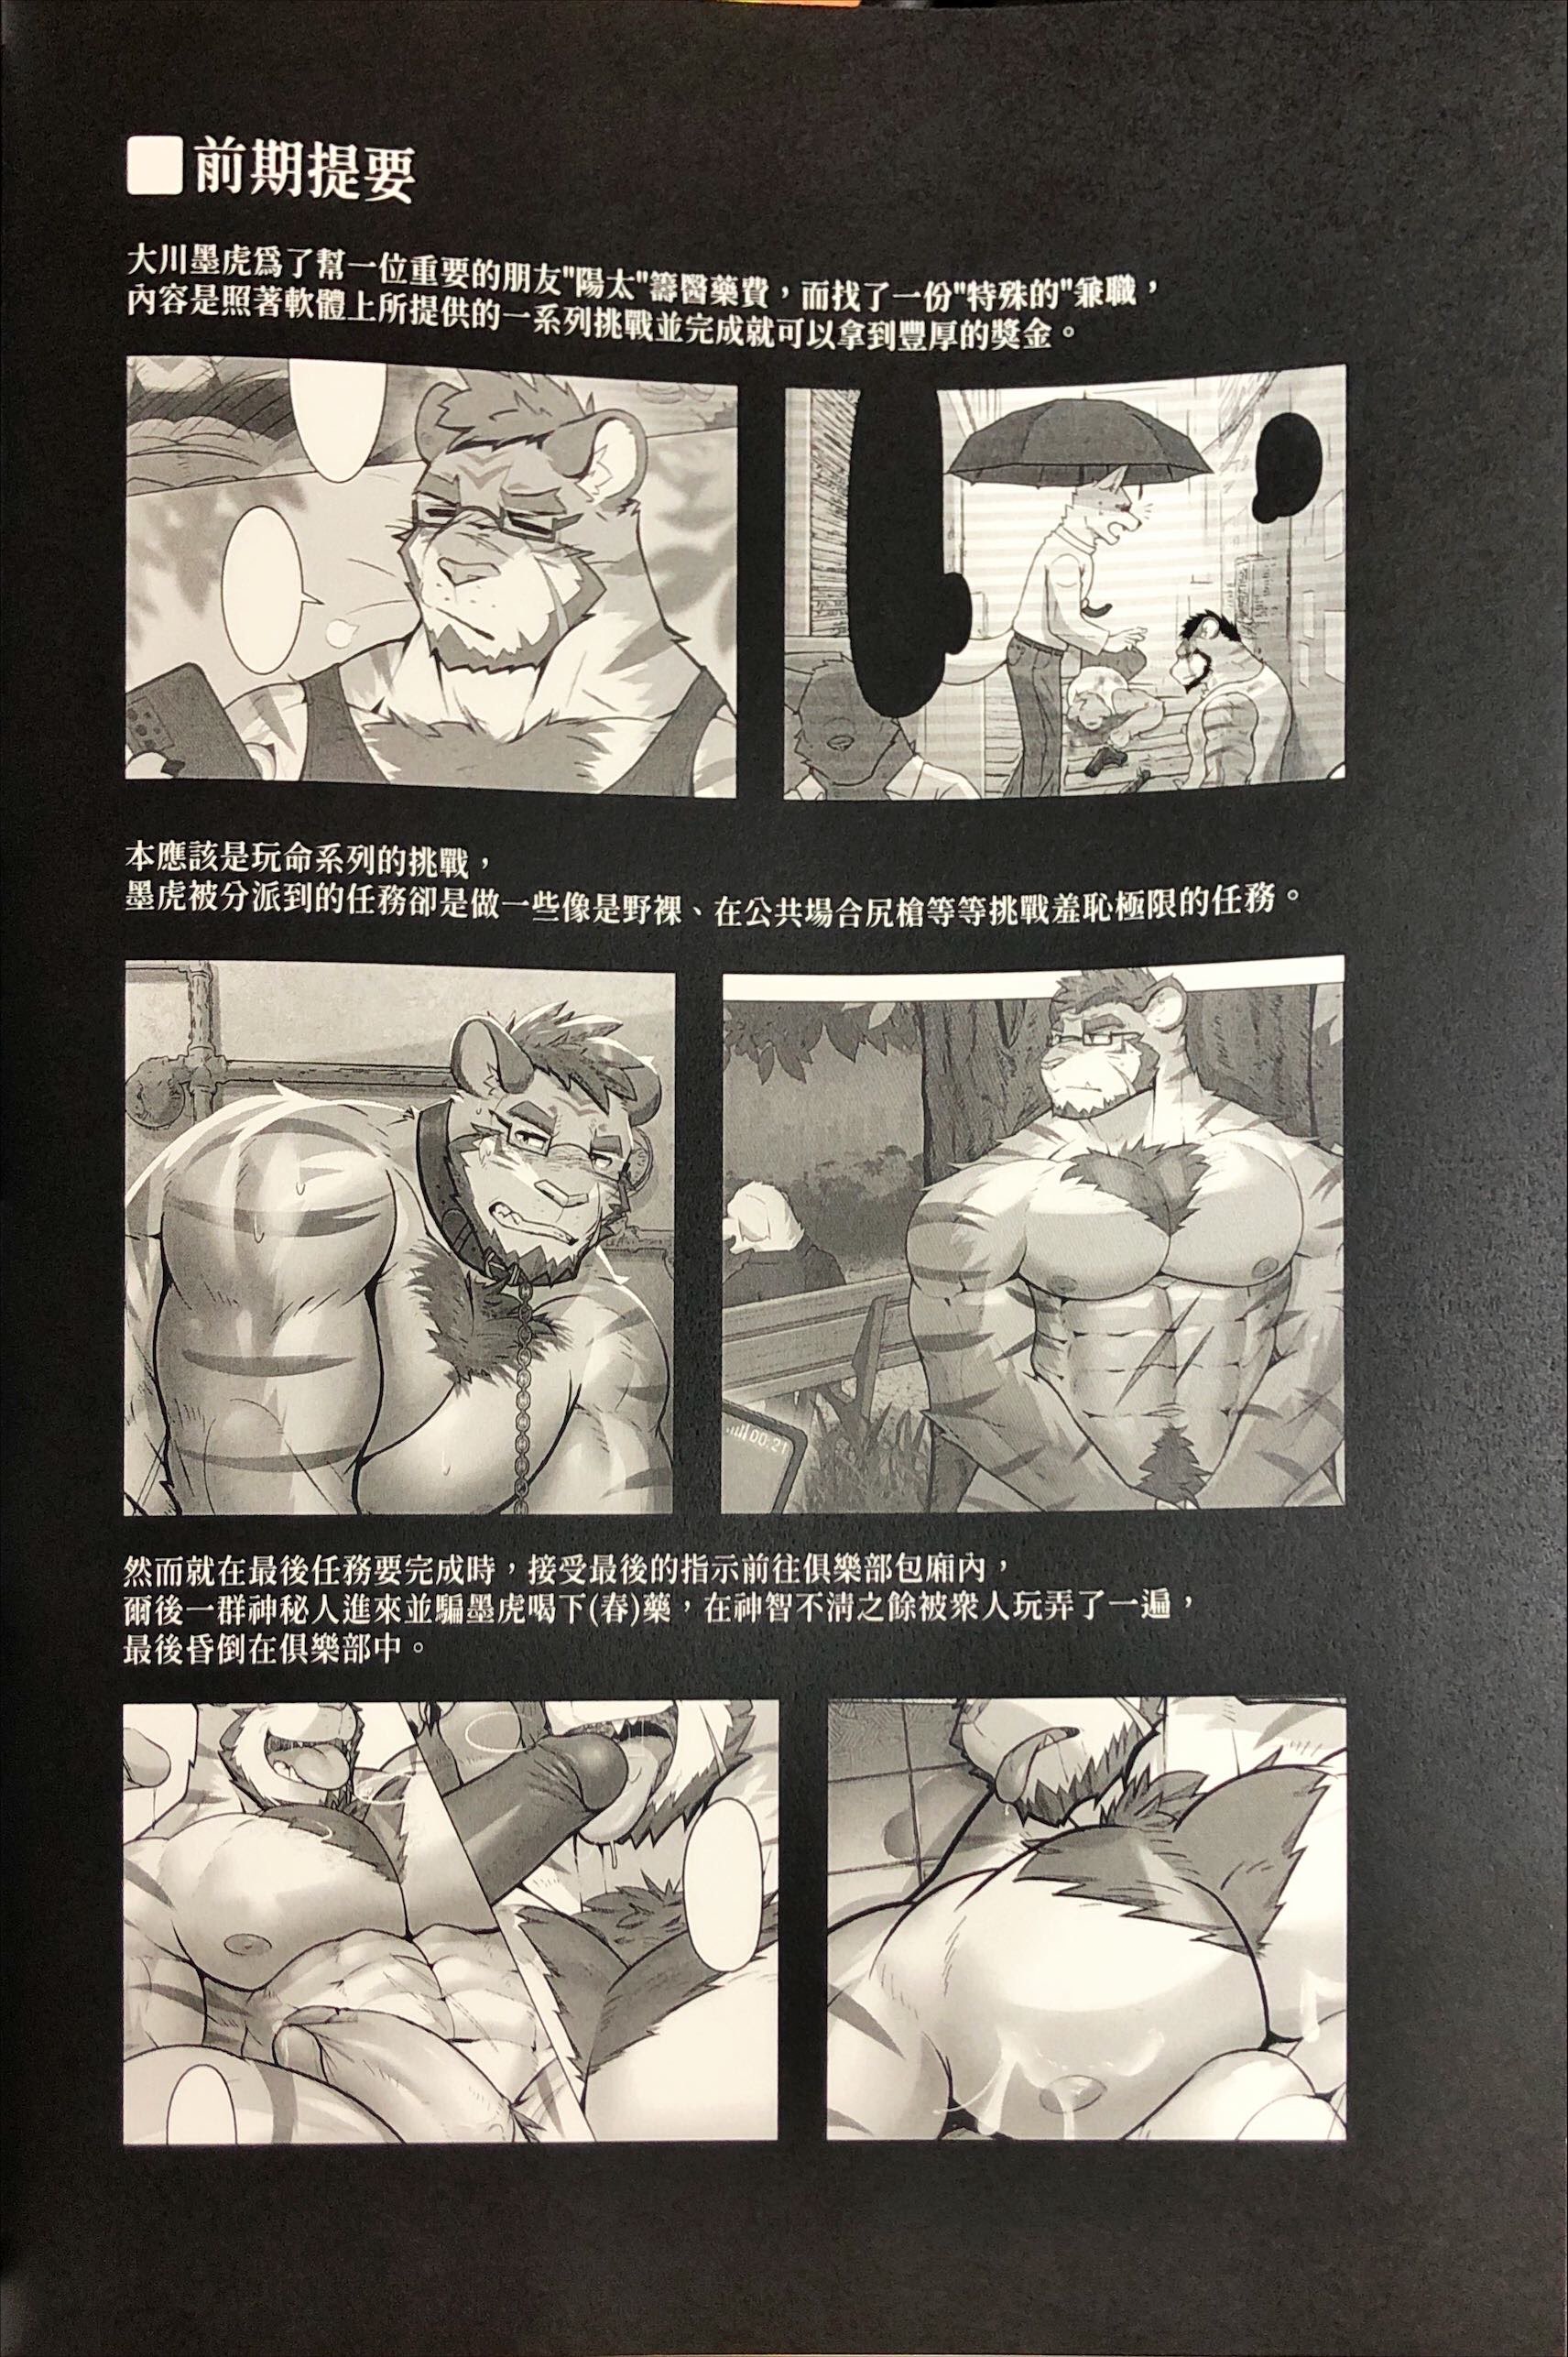 前期提要
大川墨虎爲了幫一位重要的朋友"陽太"籌醫藥費，而找了一份"特殊的"兼職，
內容是照著軟體上所提供的一系列挑戰並完成就可以拿到豐厚的獎金。
本應該是玩命系列的挑戰，
墨虎被分派到的任務卻是做一些像是野裸、在公共場合尻槍等等挑戰羞恥極限的任務。
00:21
然而就在最後任務要完成時，接受最後的指示前往俱樂部包廂內，
爾後一群神秘人進來並騙墨虎喝下(春)藥，在神智不清之餘被衆人玩弄了一遍，
最後昏倒在俱樂部中。